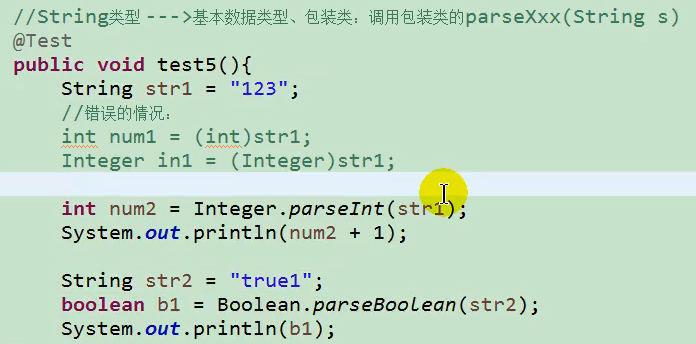 //String类型 --->基本数据类型、包装类：调用包装类的parseXxx(String s)
@Test
public void test5(){
String str1 = "123";
//错误的情况：
int num1 = (int)str1;
Integer in1 = (Integer)str1;
int num2 = Integer.parseInt(str1);
System.out.println(num2 + 1);
String str2 = "true1";
boolean b1 = Boolean.parseBoolean(str2);
System.out.println(b1);